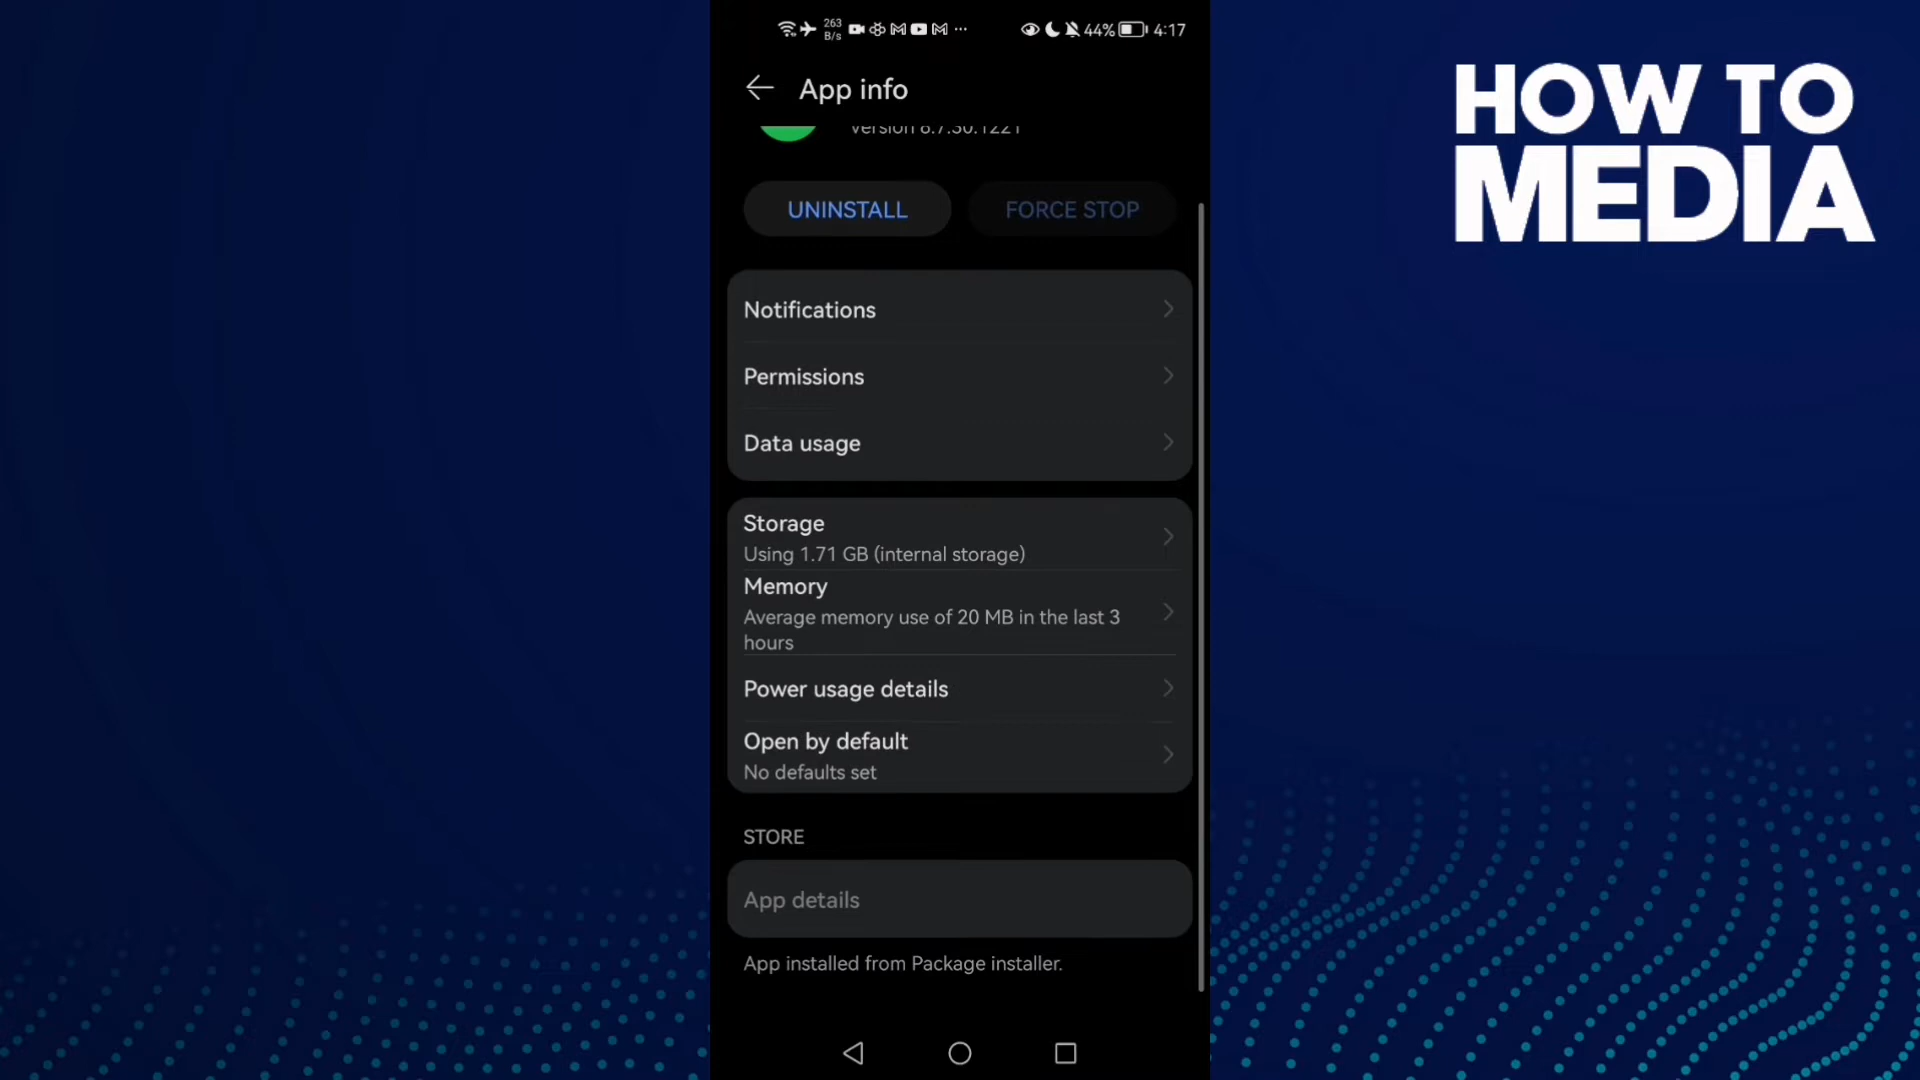 263
B/s
44%
4:17
App info
Version 8.7.30.1221
UNINSTALL
FORCE STOP
Notifications
Permissions
Data usage
Storage
Using 1.71 GB (internal storage)
Memory
Average memory use of 20 MB in the last 3
hours
Power usage details
Open by default
No defaults set
STORE
App details
App installed from Package installer.
HOW TO
MEDIA